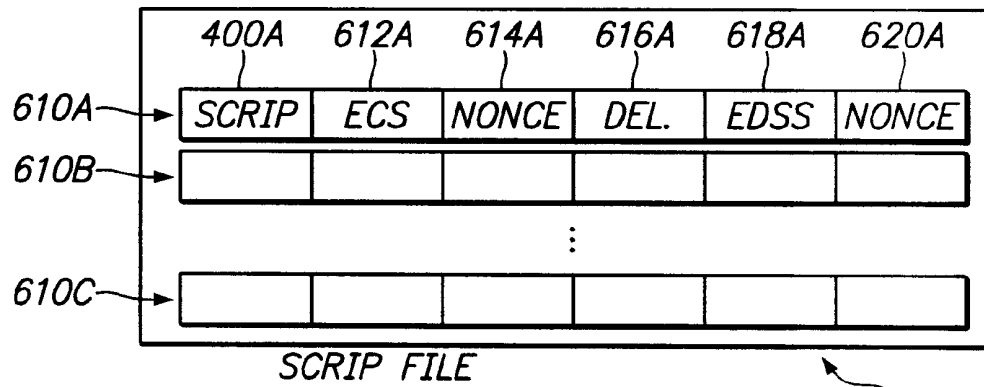 400A 612A 614A 616A 618A 620A
610A SCRIP ECS NONCE DEL. EDSS NONCE
610B
⋮
610C
SCRIP FILE